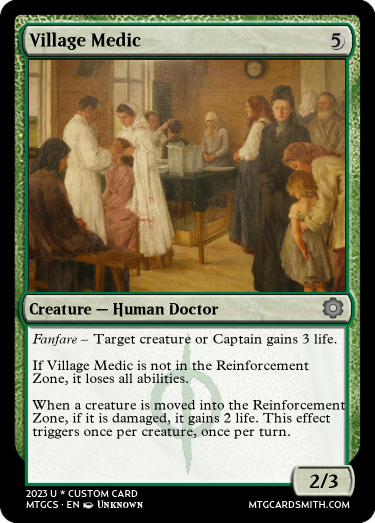 Village Medic 5
Creature — Human Doctor
Fanfare – Target creature or Captain gains 3 life.
If Village Medic is not in the Reinforcement
Zone, it loses all abilities.
When a creature is moved into the Reinforcement
Zone, if it is damaged, it gains 2 life. This effect
triggers once per creature, once per turn.
2/3
2023 U * CUSTOM CARD
MTGCS · EN Unknown
MTGCARDSMITH.COM